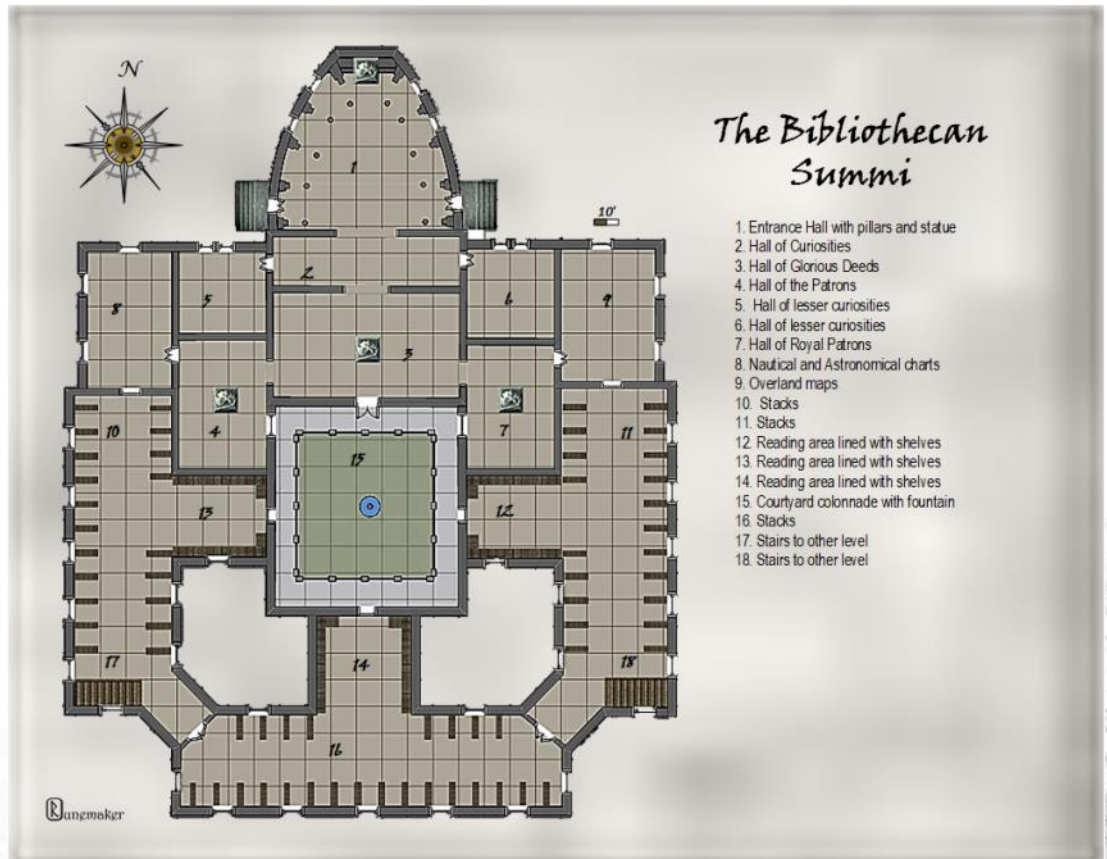 N
The Bibliothecan
Summi
10'
1. Entrance Hall with pillars and statue
2. Hall of Curiosities
3. Hall of Glorious Deeds
4. Hall of the Patrons
5. Hall of lesser curiosities
6. Hall of lesser curiosities
7. Hall of Royal Patrons
8. Nautical and Astronomical charts
9. Overland maps
10. Stacks
11. Stacks
12. Reading area lined with shelves
13. Reading area lined with shelves
14. Reading area lined with shelves
15. Courtyard colonnade with fountain
16. Stacks
17. Stairs to other level
18. Stairs to other level
1
2
8
5
6
9
3
4
7
10
11
15
13
12
14
17
18
16
Runemaker